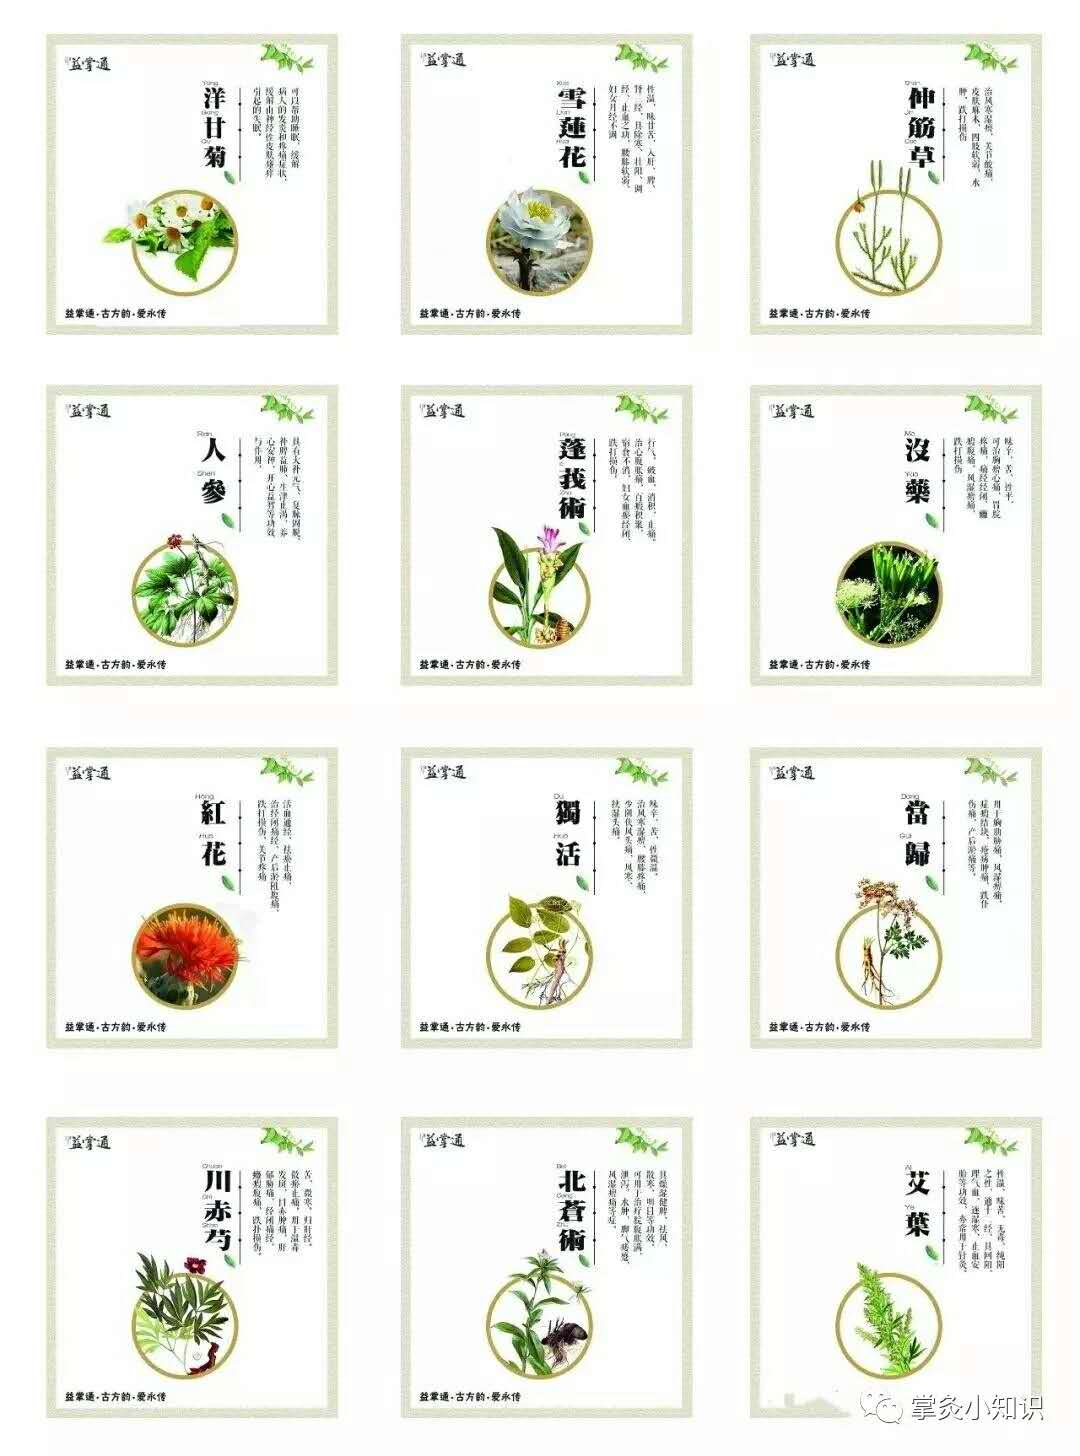 益掌通
Yang
洋
Gan
甘
Ju
菊
可以帮助睡眠、缓解
病人的发炎和疼痛症状，
缓解由神经性皮肤瘙痒
引起的失眠。
益掌通·古方韵·爱永传
益掌通
Xue
雪
Lian
蓮
Hua
花
性温，味甘苦、入肝、脾、
肾、经、具除寒、壮阳、调
经、止血之功、腰膝软弱、
妇女月经不调
益掌通·古方韵·爱永传
益掌通
Shen
伸
Jin
筋
Cao
草
治风寒湿痹、关节酸痛、
皮肤麻木、四肢软弱、水
肿、跌打损伤
益掌通·古方韵·爱永传
益掌通
Ren
人
Shen
參
具有大补元气、复脉固脱、
补脾益肺、生津止渴、养
心安神、开心益智等功效
与作用。
益掌通·古方韵·爱永传
益掌通
Peng
蓬
E
莪
Zhu
術
行气、破血、消积、止痛。
治心腹胀痛、百瘕积聚、
宿食不消、妇女血瘀经闭、
跌打损伤。
益掌通·古方韵·爱永传
益掌通
Mo
沒
Yao
藥
味辛、苦、性平、
可治胸痹心痛、胃脘
疼痛、痛经经闭、癥
瘕腹痛、风湿痹痛、
跌打损伤
益掌通·古方韵·爱永传
益掌通
Hong
紅
Hua
花
活血通经、祛瘀止痛，
治经闭痛经、产后淤阻腹痛、
跌打损伤、关节疼痛
益掌通·古方韵·爱永传
益掌通
Du
獨
Huo
活
味辛、苦、性微温。
治风寒湿痹、腰膝疼痛，
少阴伏风头痛、风寒、
挟湿头痛。
益掌通·古方韵·爱永传
益掌通
Dang
當
Gui
歸
用于胸肋胁痛、风湿痹痛、
症瘕结块、疮疡肿痛、跌仆
伤痛、产后淤痛等。
益掌通·古方韵·爱永传
益掌通
Chuan
川
Chi
赤
Shao
芍
苦、微寒。归肝经。
散瘀止痛。用于温毒
发斑、目赤肿痛、肝
郁胁痛、经闭痛经、
癥瘕腹痛、跌扑损伤。
益掌通·古方韵·爱永传
益掌通
Bei
北
Cang
蒼
Zhu
術
具燥湿健脾、祛风、
散寒、明目等功效，
可用于治疗脘腹胀满、
泄泻、水肿、脚气痿躄、
风湿痹痛等症。
益掌通·古方韵·爱永传
益掌通
Ai
艾
Ye
葉
性温、味苦、无毒、纯阳
之性、通十二经、具回阳、
理气血、逐湿寒、止血安
胎等功效。亦常用于针灸。
掌灸小知识